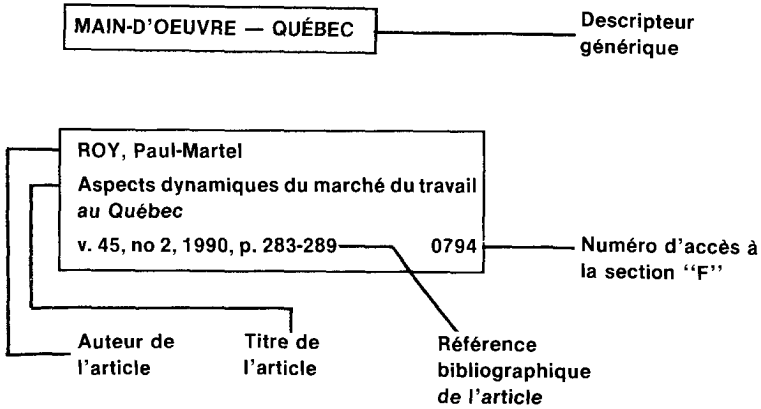 MAIN-D'OEUVRE — QUÉBEC
Descripteur
générique
ROY, Paul-Martel
Aspects dynamiques du marché du travail
au Québec
v. 45, no 2, 1990, p. 283-289
0794
Numéro d'accès à
la section "F"
Auteur de
l'article
Titre de
l'article
Référence
bibliographique
de l'article